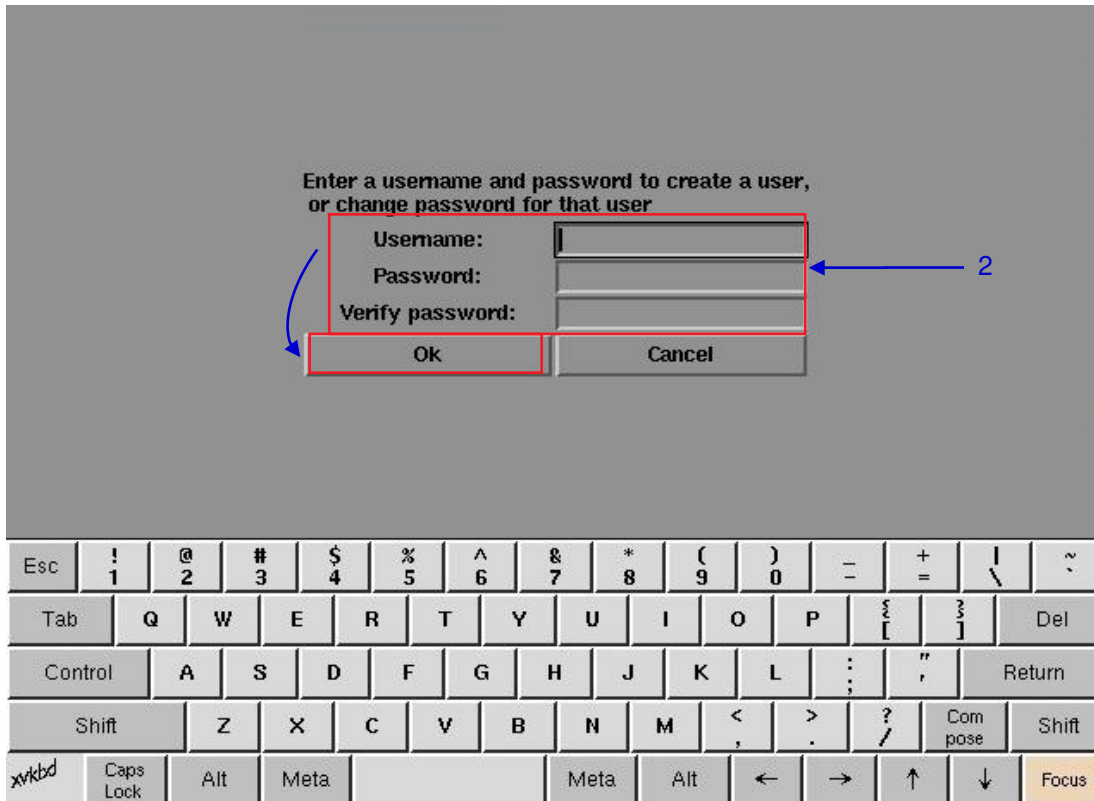 Enter a username and password to create a user,
or change password for that user
Username:
Password:
2
Verify password:
Ok Cancel
Esc ! 1 @ 2 # 3 $ 4 % 5 ^ 6 & 7 * 8 ( 9 ) 0 _ - + = | \ ~ `
Tab Q W E R T Y U I O P { [ } ] Del
Control A S D F G H J K L : ; " ' Return
Shift Z X C V B N M < , > . ? / Com pose Shift
xvkbd Caps Lock Alt Meta Meta Alt ← → ↑ ↓ Focus